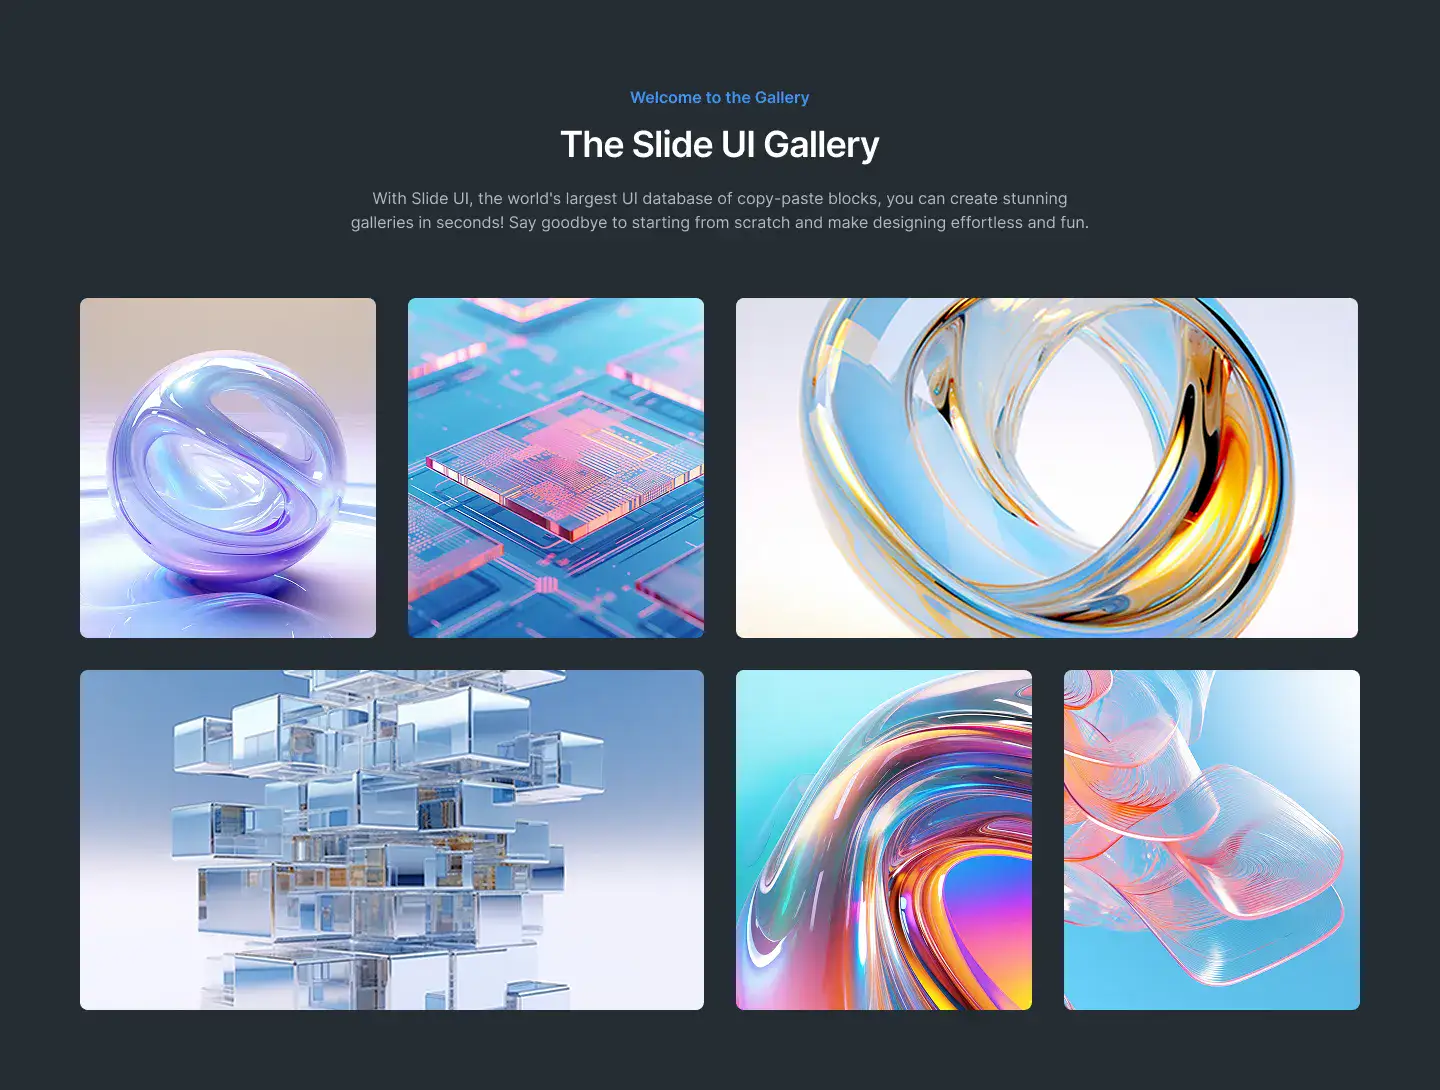 Welcome to the Gallery
The Slide UI Gallery
With Slide UI, the world's largest UI database of copy-paste blocks, you can create stunning
galleries in seconds! Say goodbye to starting from scratch and make designing effortless and fun.